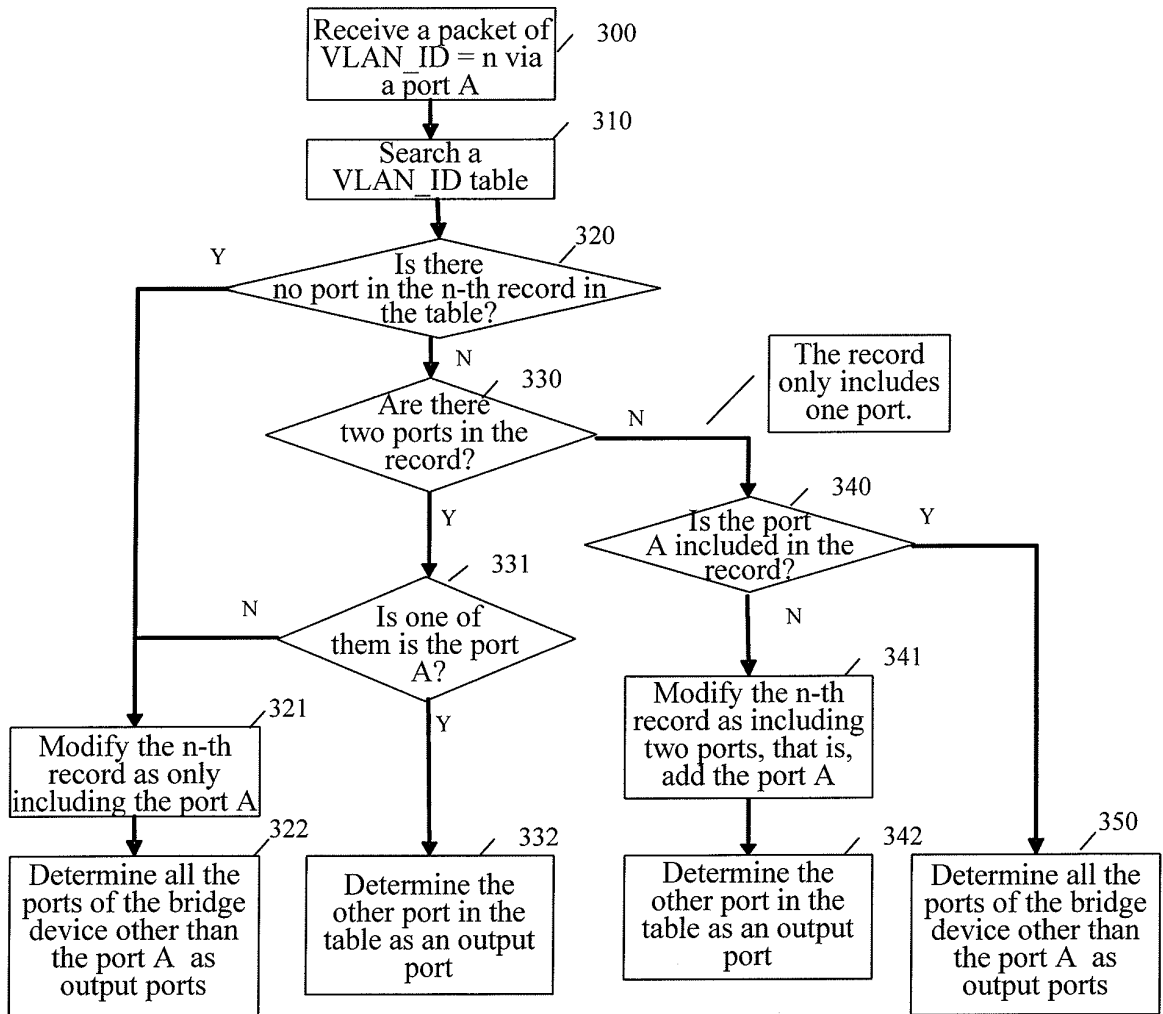 Receive a packet of
VLAN_ID = n via
a port A
300
310
Search a
VLAN_ID table
320
Y
Is there
no port in the n-th record in
the table?
N
330
Are there
two ports in the
record?
N
The record
only includes
one port.
Y
340
Is the port
A included in the
record?
Y
331
N
Is one of
them is the port
A?
N
341
Modify the n-th
record as including
two ports, that is,
add the port A
321
Y
Modify the n-th
record as only
including the port A
322
Determine all the
ports of the bridge
device other than
the port A as
output ports
332
Determine the
other port in the
table as an output
port
342
Determine the
other port in the
table as an output
port
350
Determine all the
ports of the bridge
device other than
the port A as
output ports